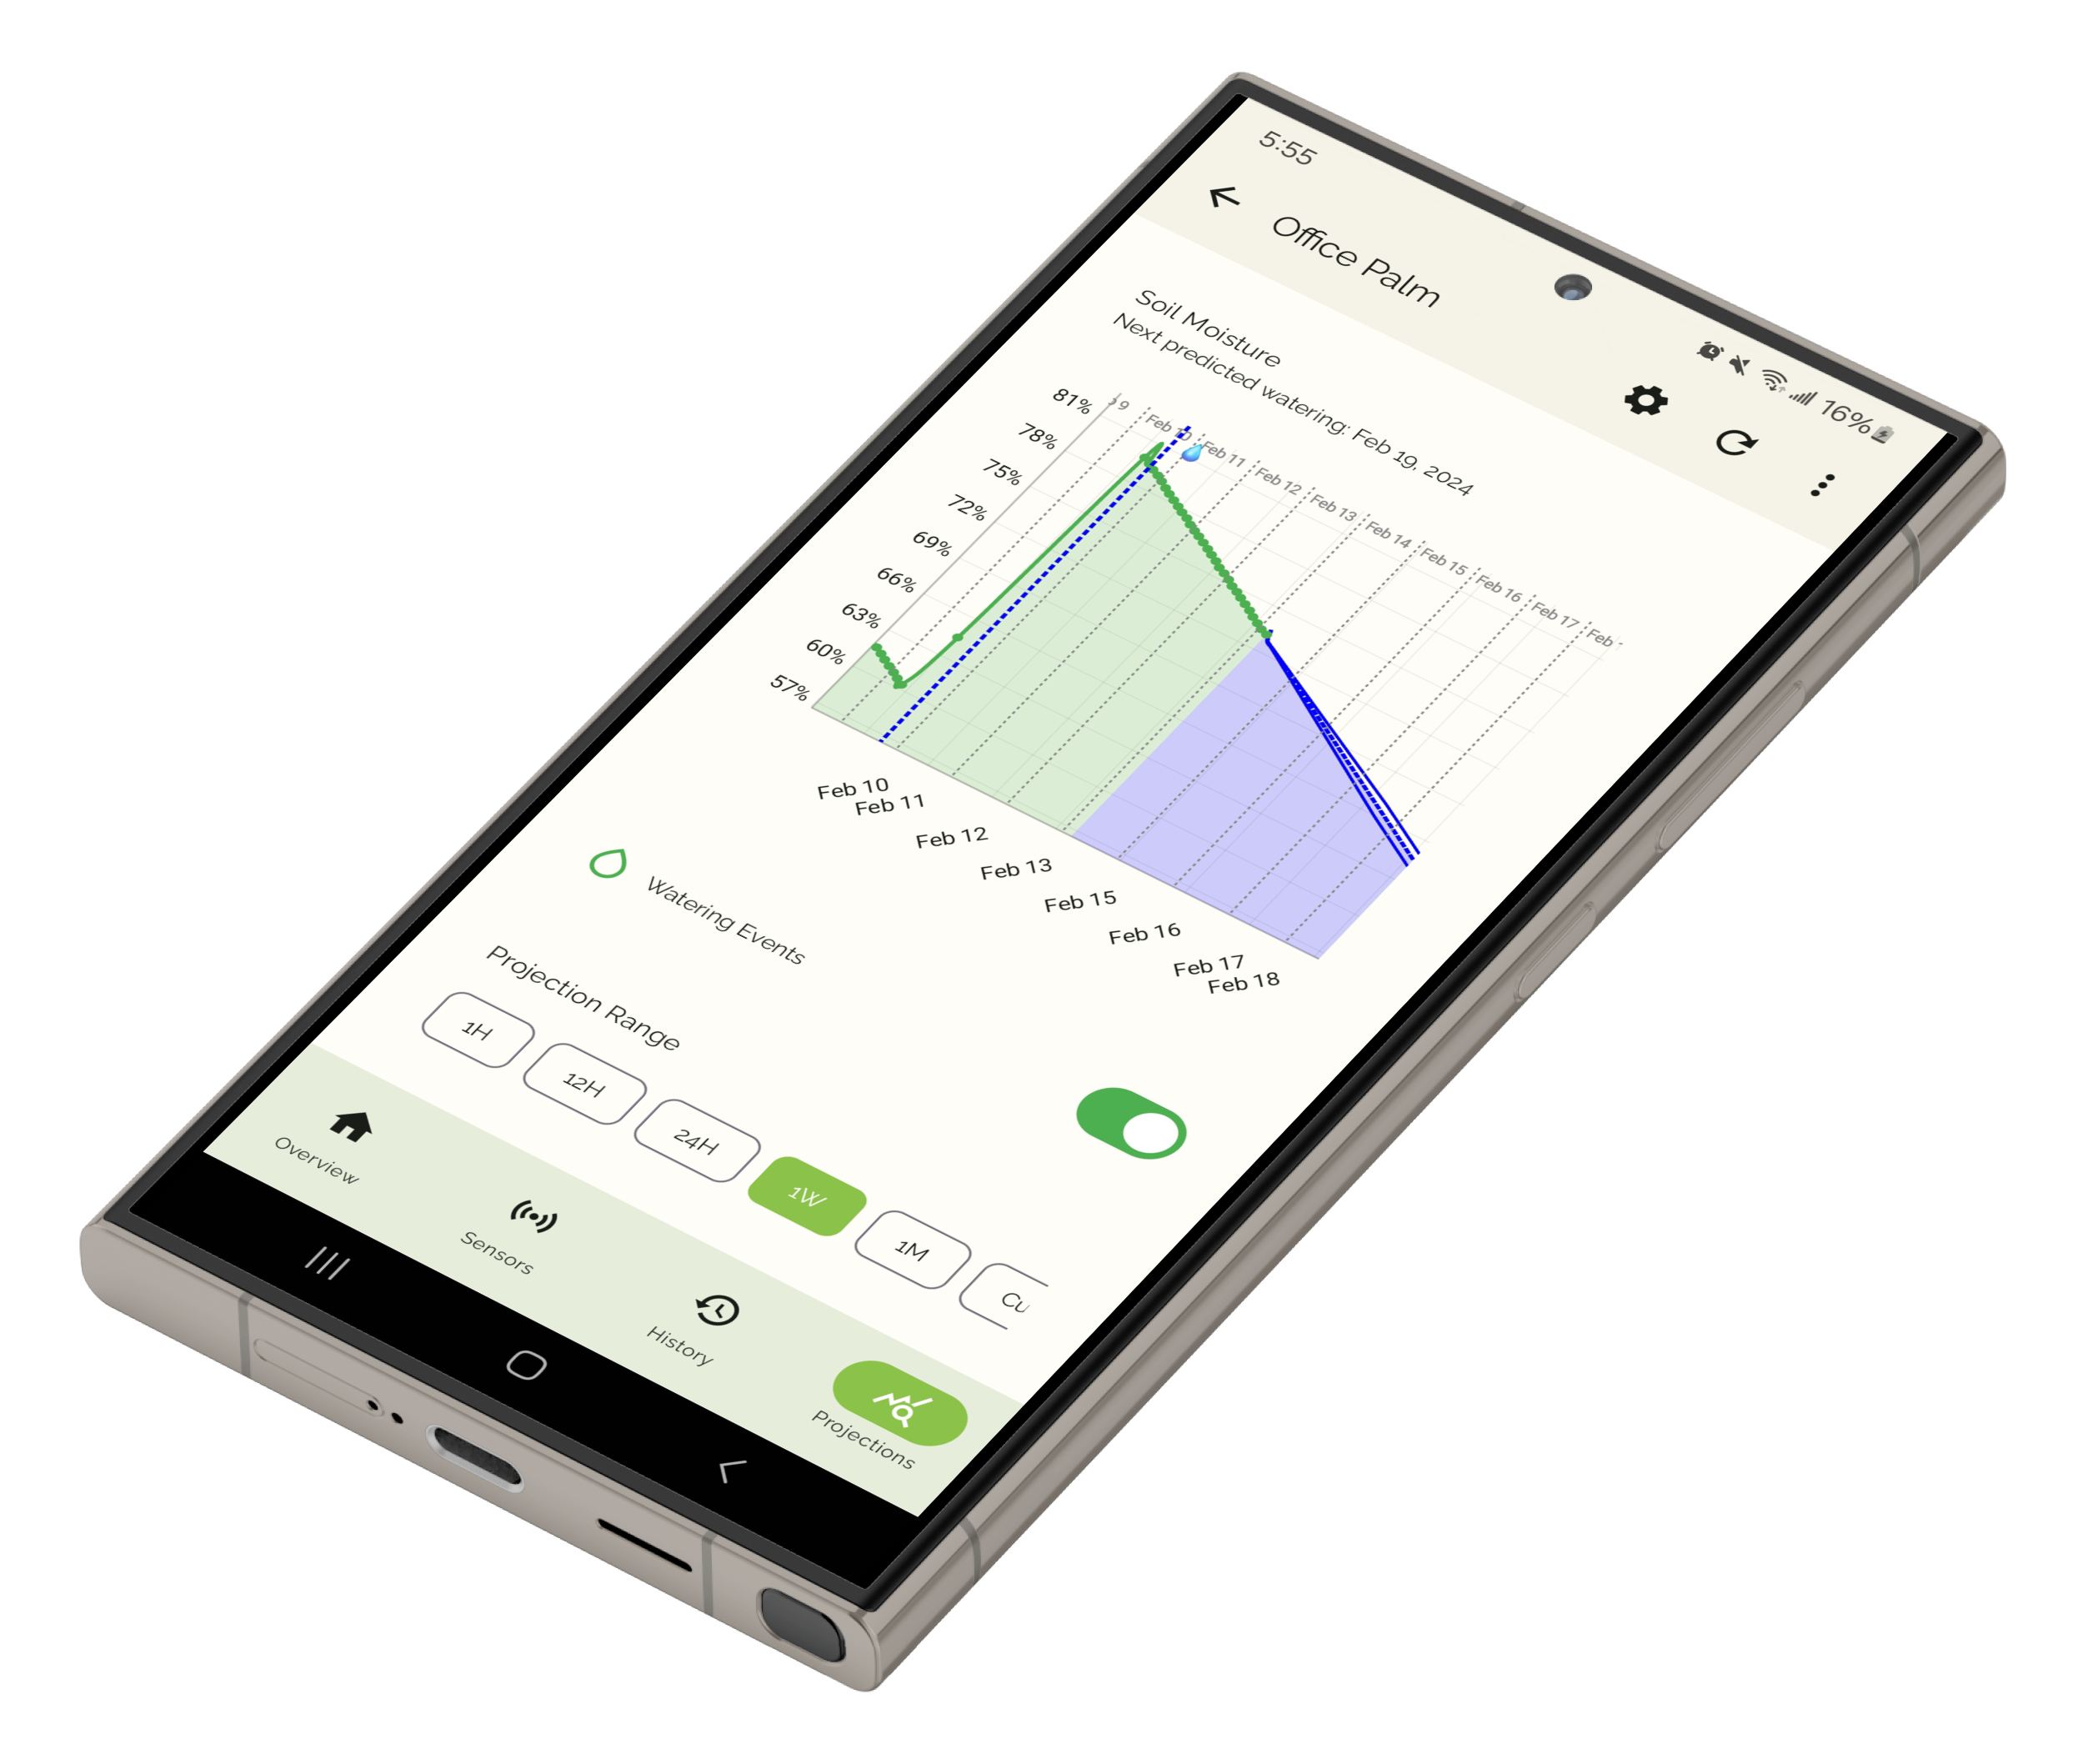 5:55
16%
Office Palm
Soil Moisture
Next predicted watering: Feb 19, 2024
9
Feb 10
Feb 11
Feb 12
Feb 13
Feb 14
Feb 15
Feb 16
Feb 17
Feb
81%
78%
75%
72%
69%
66%
63%
60%
57%
Feb 10
Feb 11
Feb 12
Feb 13
Feb 15
Feb 16
Feb 17
Feb 18
Watering Events
Projection Range
1H
12H
24H
1W
1M
Cu
Overview
Sensors
History
Projections